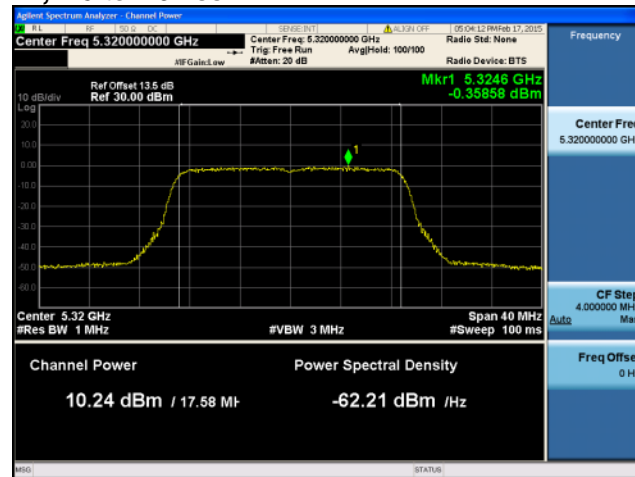 Agilent Spectrum Analyzer - Channel Power
RL RF 50 Ω DC SENSE:INT ALIGN OFF 05:04:12 PMFeb 17, 2015
Center Freq 5.320000000 GHz
Center Freq: 5.320000000 GHz
Radio Std: None
Trig: Free Run Avg|Hold: 100/100
#IFGain:Low #Atten: 20 dB Radio Device: BTS
Frequency
Mkr1 5.3246 GHz
-0.35858 dBm
Ref Offset 13.5 dB
10 dB/div Ref 30.00 dBm
Log
20.0
10.0
0.00
-10.0
-20.0
-30.0
-40.0
-50.0
-60.0
1
Center Fre
5.320000000 GH
Center 5.32 GHz Span 40 MHz
#Res BW 1 MHz #VBW 3 MHz #Sweep 100 ms
CF Step
4.000000 MH
Auto Ma
Channel Power Power Spectral Density
10.24 dBm / 17.58 MH -62.21 dBm /Hz
Freq Offse
0 H
MSG STATUS